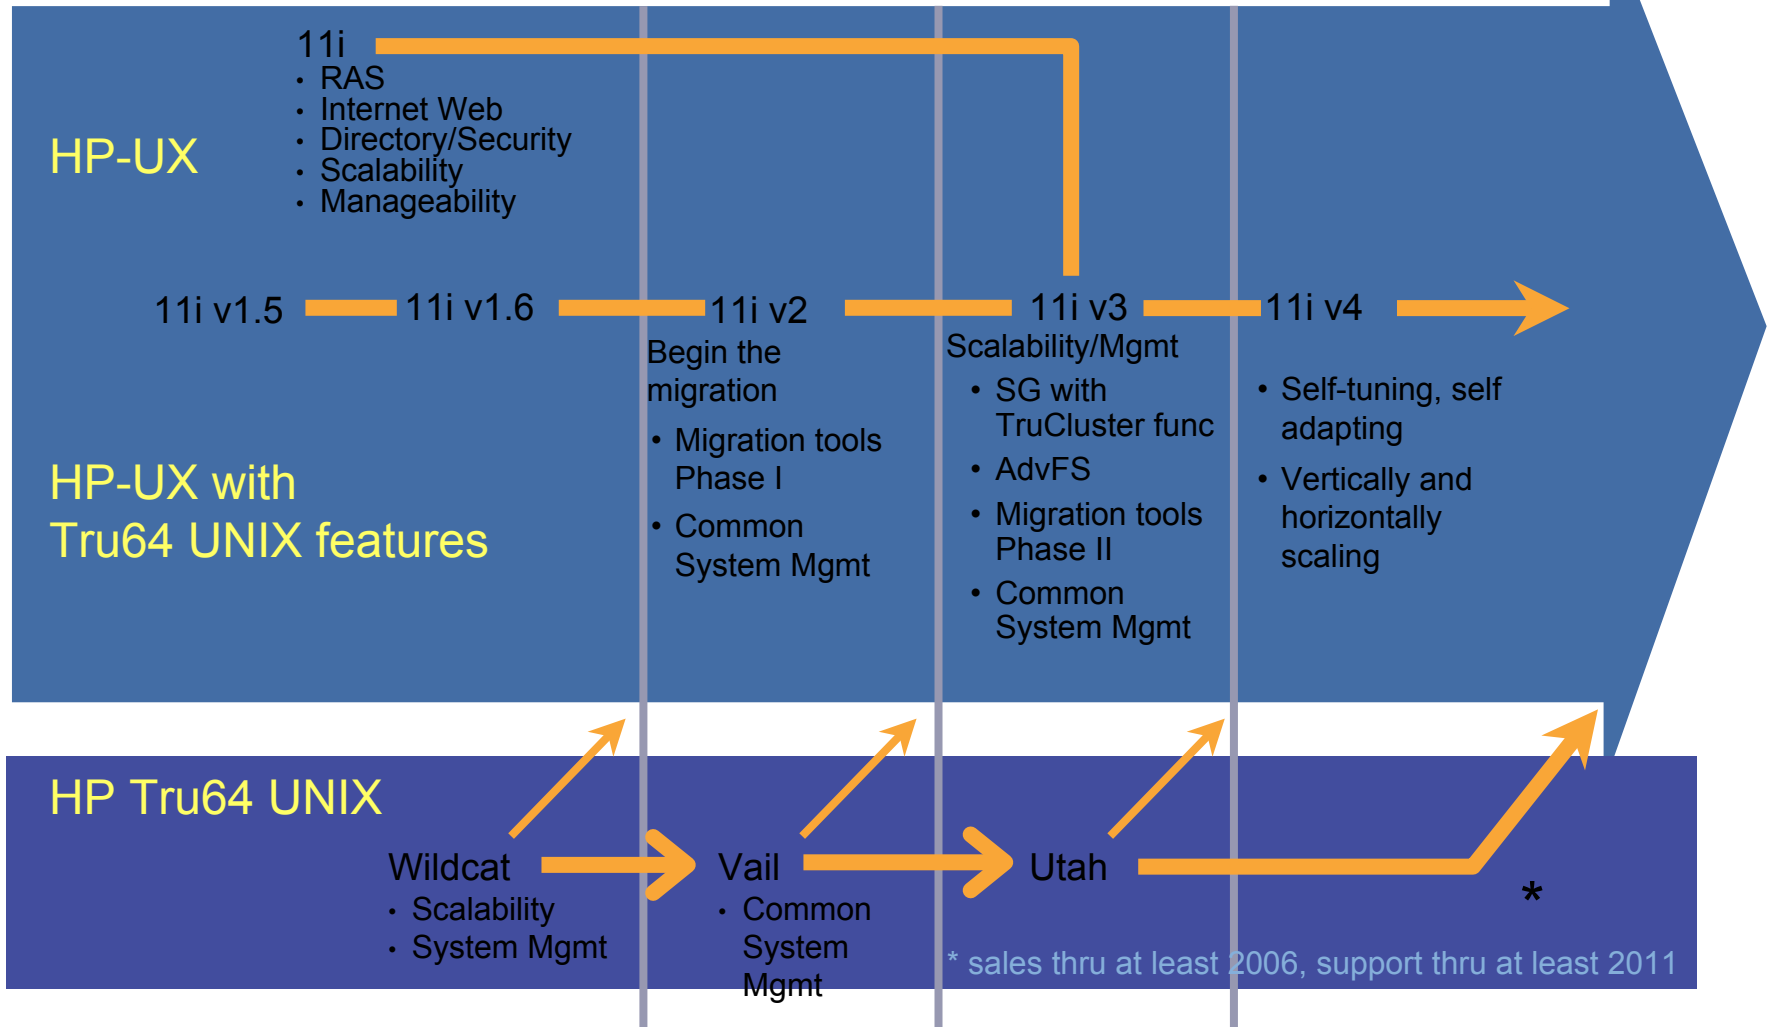 11i
• RAS
• Internet Web
• Directory/Security
• Scalability
• Manageability
HP-UX
11i v1.5
11i v1.6
11i v2
11i v3
11i v4
Begin the
migration
• Migration tools
Phase I
• Common
System Mgmt
Scalability/Mgmt
• SG with
TruCluster func
• AdvFS
• Migration tools
Phase II
• Common
System Mgmt
• Self-tuning, self
adapting
• Vertically and
horizontally
scaling
HP-UX with
Tru64 UNIX features
HP Tru64 UNIX
Wildcat
• Scalability
• System Mgmt
Vail
• Common
System
Mgmt
Utah
*
* sales thru at least 2006, support thru at least 2011